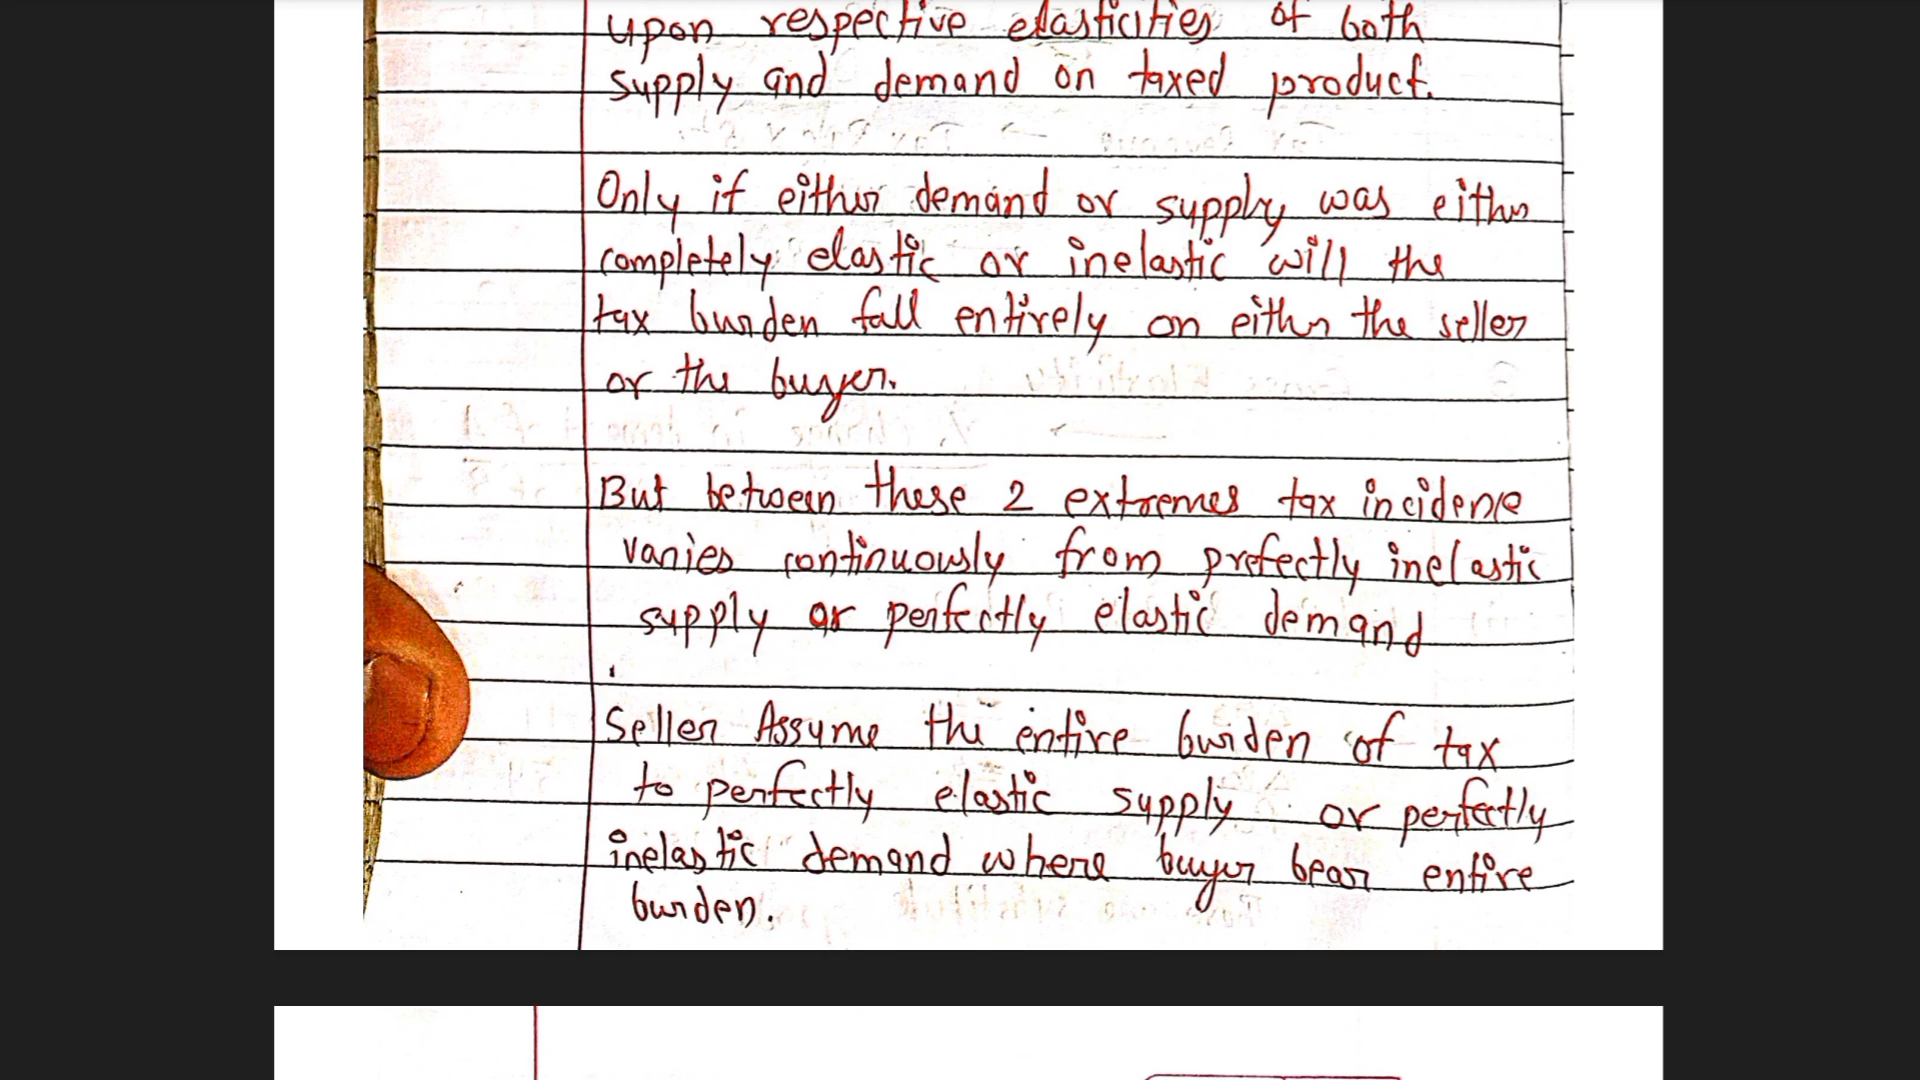 upon respective elasticities of both
supply and demand on taxed product.
Only if either demand or supply was either
completely elastic or inelastic will the
tax burden fall entirely on either the seller
or the buyer.
But between these 2 extremes tax incidence
varies continuously from prefectly inelastic
supply or perfectly elastic demand
Seller Assume the entire burden of tax
to perfectly elastic supply or perfectly
inelastic demand where buyer bear entire
burden.